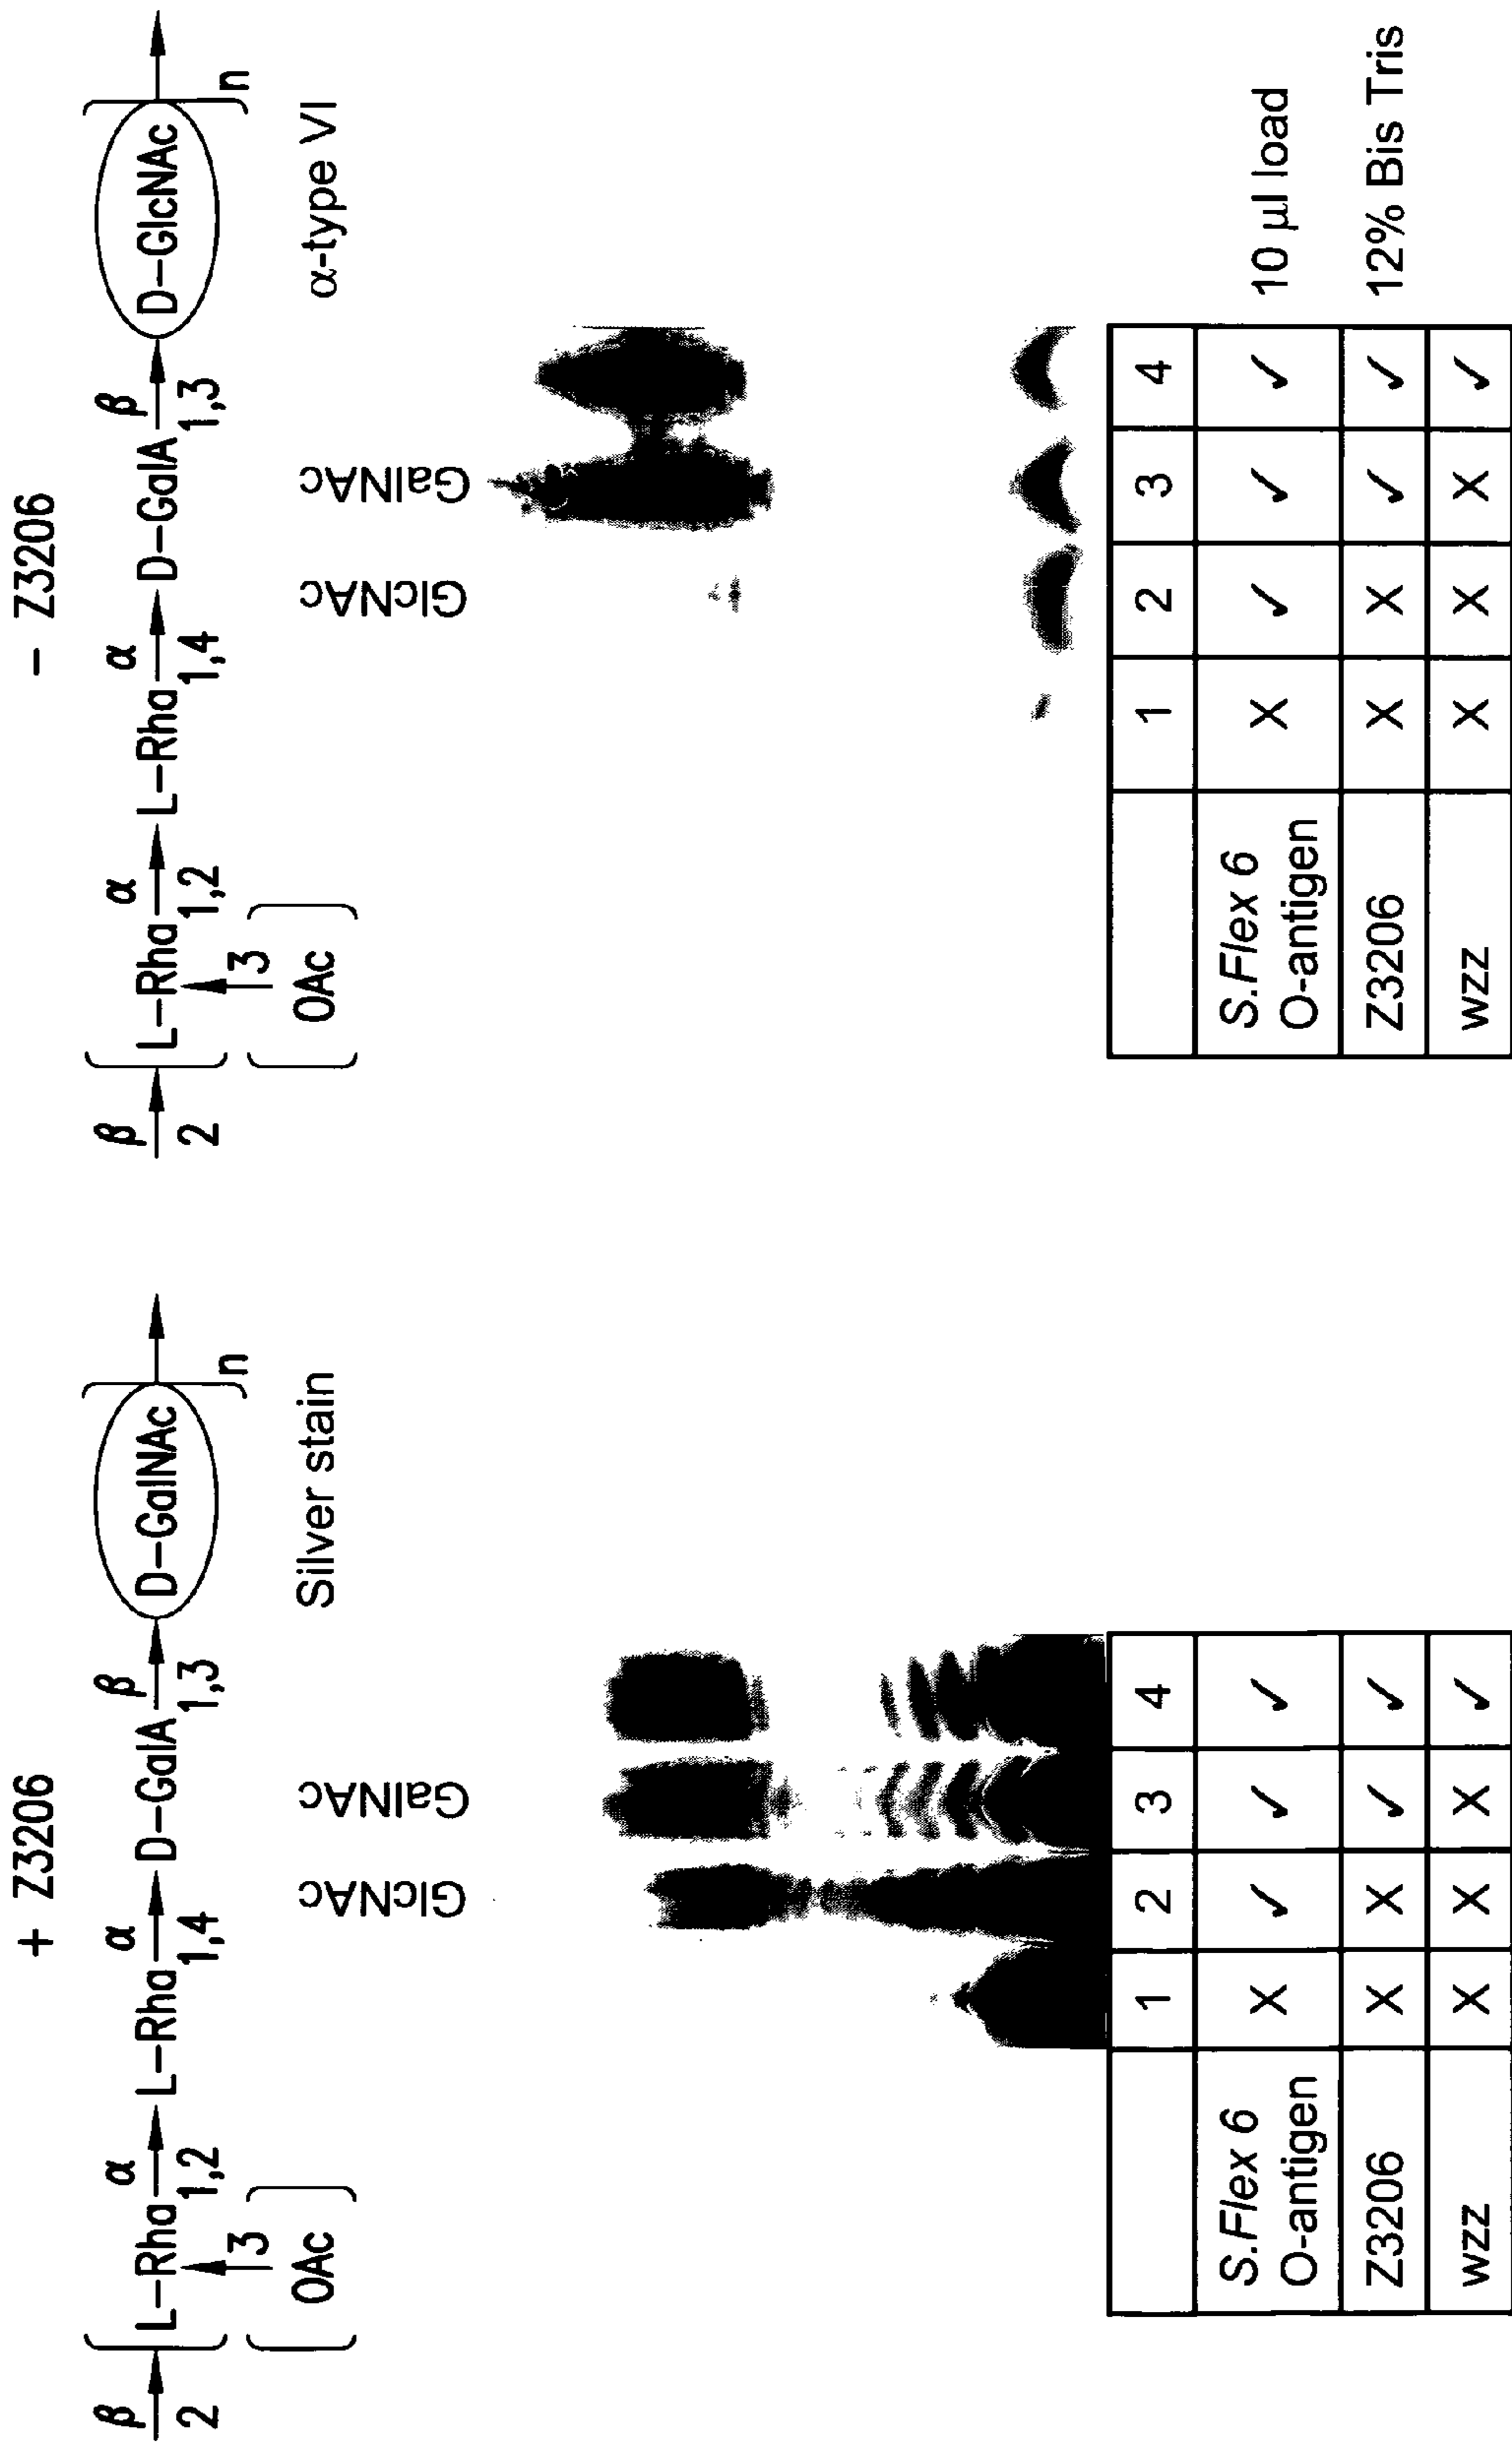 + Z3206
β 2 L-Rha α 1,2 L-Rha α 1,4 D-GalA β 1,3 D-GalNAc n
3
OAc
Silver stain
GlcNAc GalNAc
1 2 3 4
S.Flex 6 O-antigen X ✓ ✓ ✓
Z3206 X X ✓ ✓
wzz X X X ✓
- Z3206
β 2 L-Rha α 1,2 L-Rha α 1,4 D-GalA β 1,3 D-GlcNAc n
3
OAc
α-type VI
GlcNAc GalNAc
1 2 3 4
S.Flex 6 O-antigen X ✓ ✓ ✓
Z3206 X X ✓ ✓
wzz X X X ✓
10 µl load
12% Bis Tris